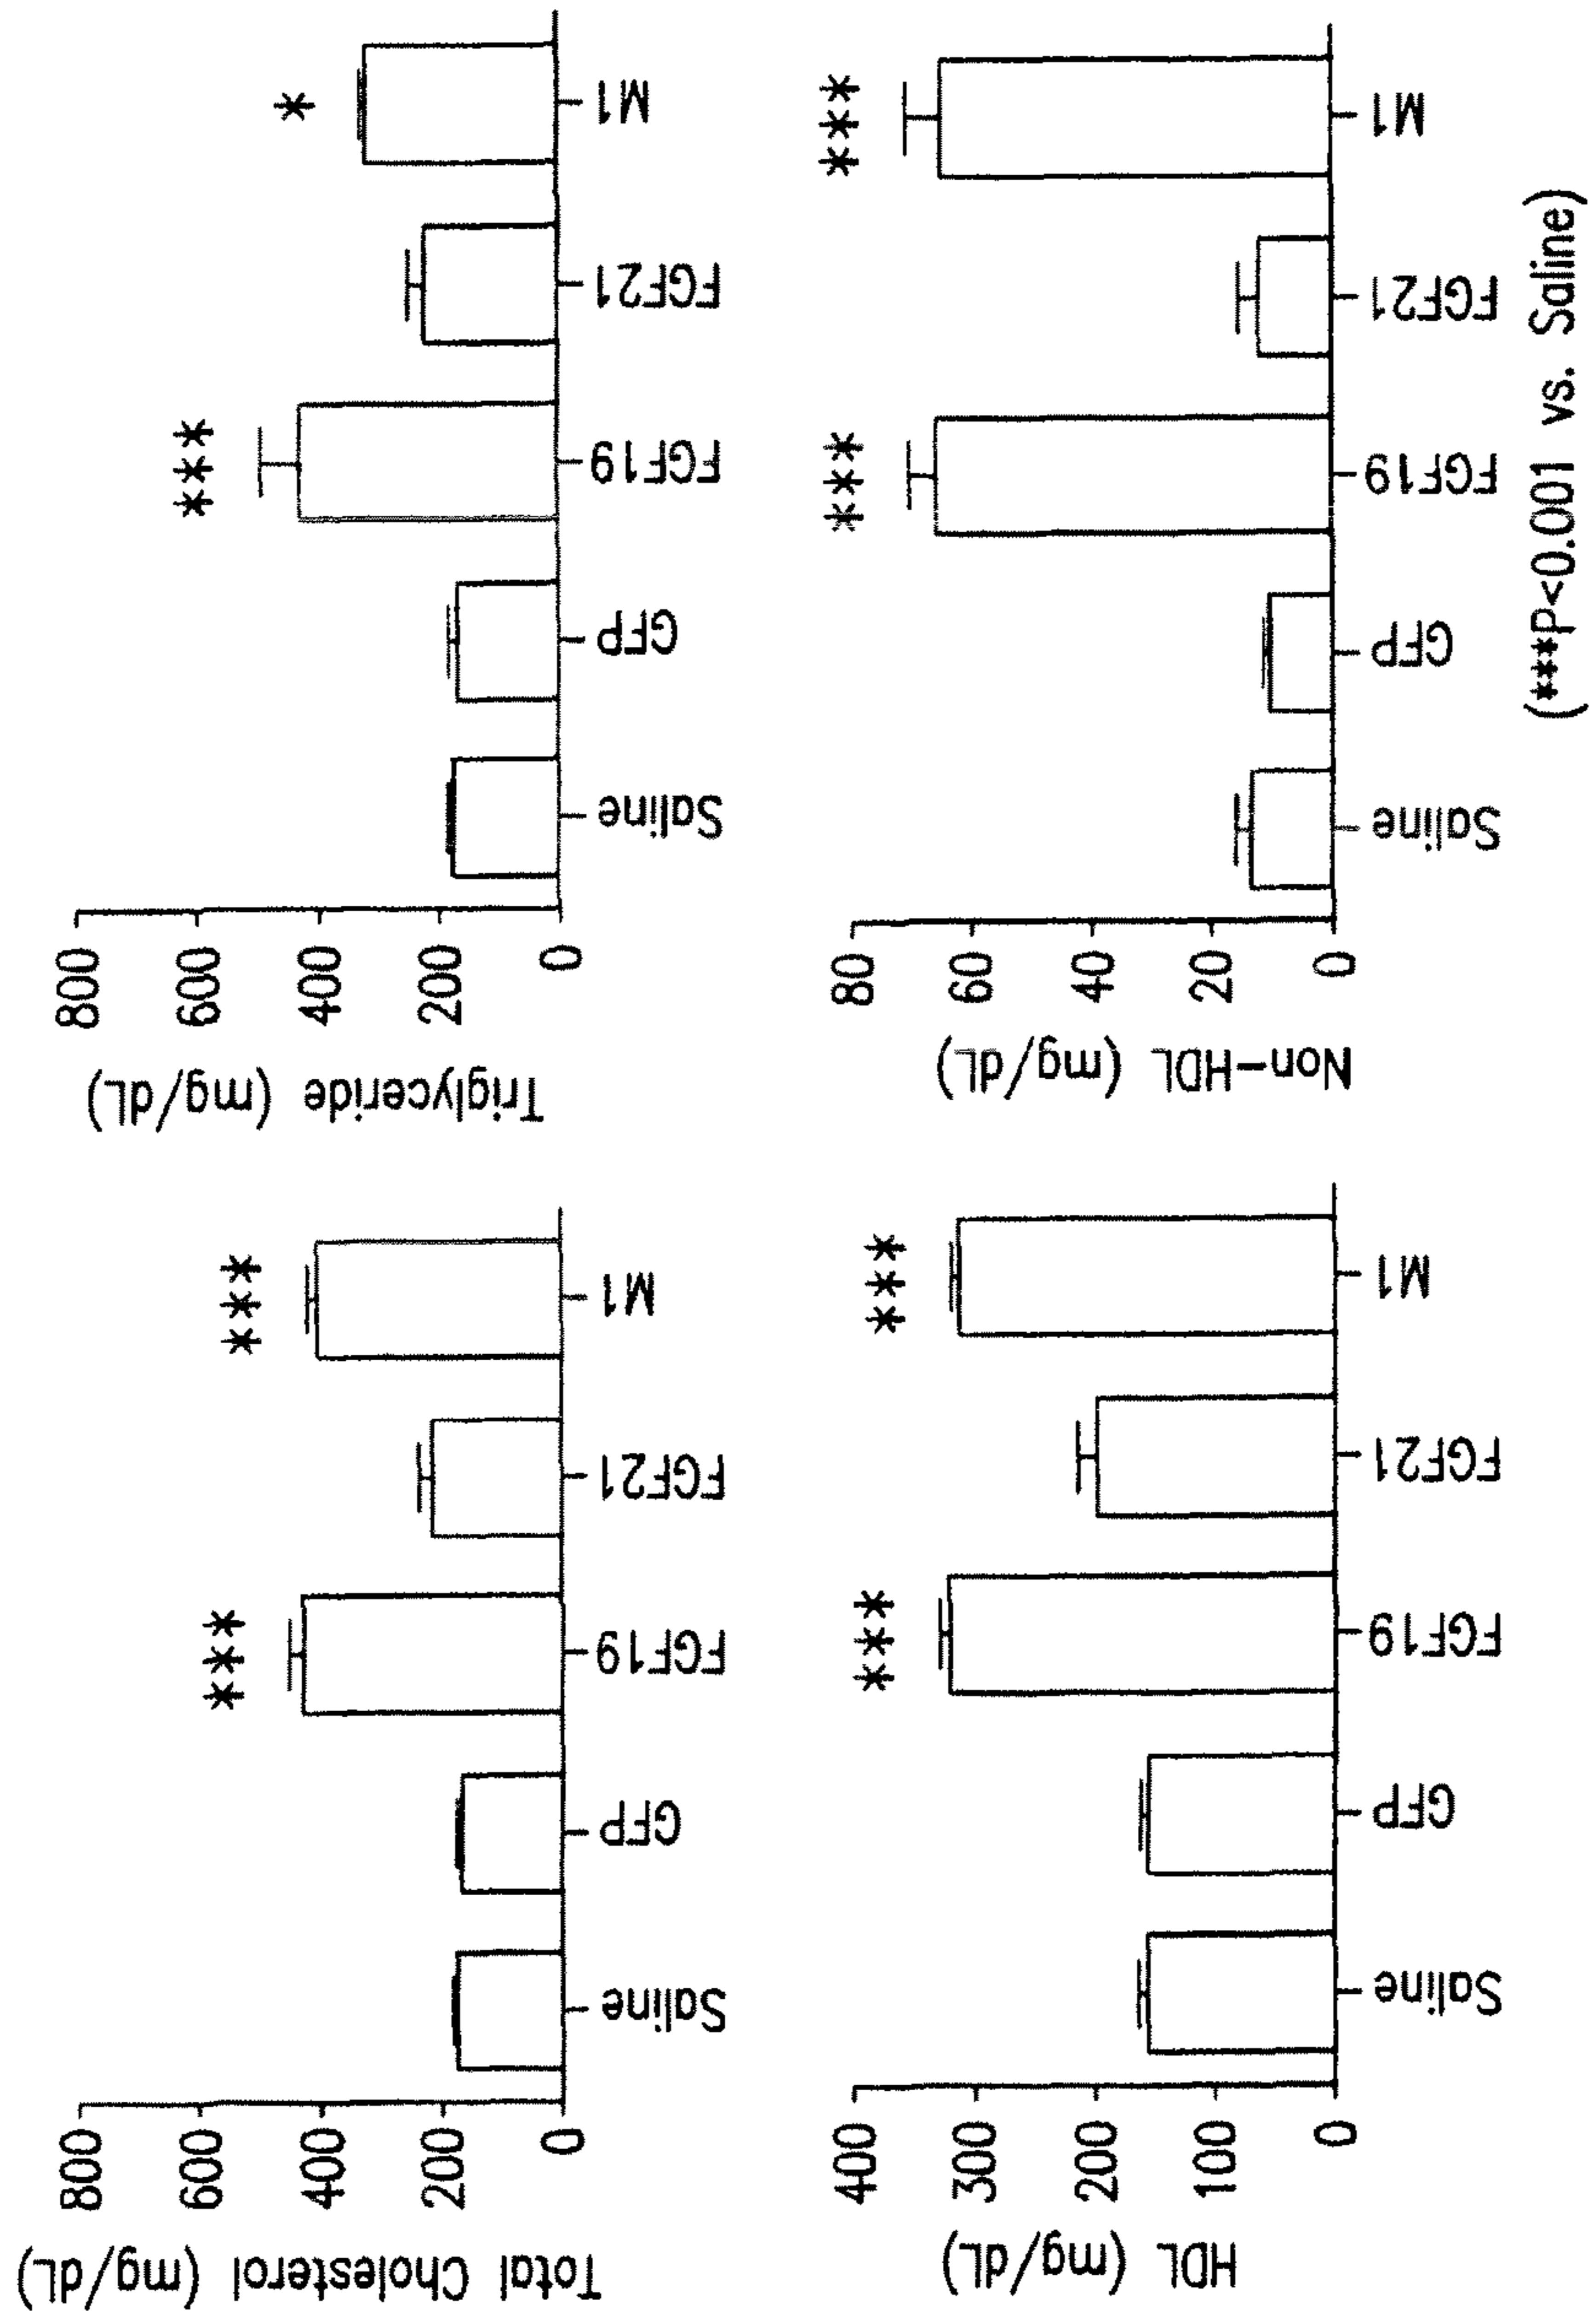 Total Cholesterol (mg/dL)
800
600
400
200
0
Saline
GFP
FGF19
FGF21
M1
***
***
Triglyceride (mg/dL)
800
600
400
200
0
Saline
GFP
FGF19
FGF21
M1
***
*
HDL (mg/dL)
400
300
200
100
0
Saline
GFP
FGF19
FGF21
M1
***
***
Non-HDL (mg/dL)
80
60
40
20
0
Saline
GFP
FGF19
FGF21
M1
***
***
(***P<0.001 vs. Saline)